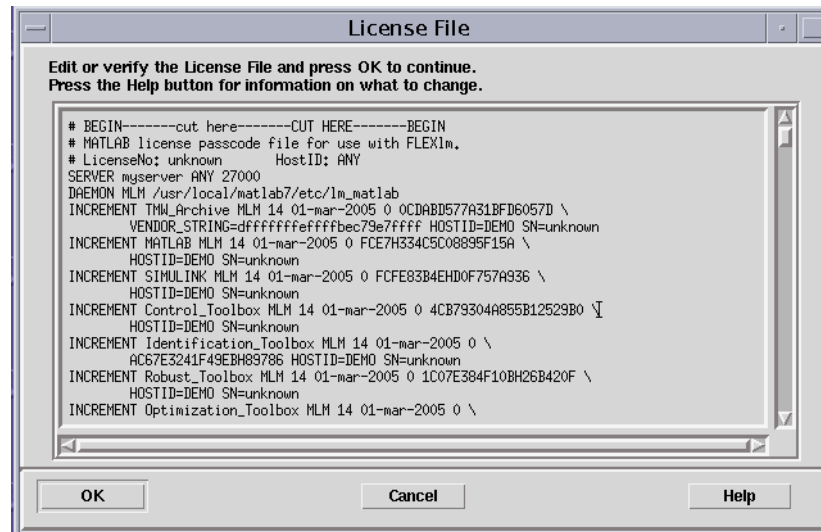 License File
Edit or verify the License File and press OK to continue.
Press the Help button for information on what to change.
# BEGIN-------cut here-------CUT HERE-------BEGIN
# MATLAB license passcode file for use with FLEXlm.
# LicenseNo: unknown HostID: ANY
SERVER myserver ANY 27000
DAEMON MLM /usr/local/matlab7/etc/lm_matlab
INCREMENT TMW_Archive MLM 14 01-mar-2005 0 0CDABD577A31BFD6057D \
VENDOR_STRING=dfffffffeffffbec79e7ffff HOSTID=DEMO SN=unknown
INCREMENT MATLAB MLM 14 01-mar-2005 0 FCE7H334C5C08895F15A \
HOSTID=DEMO SN=unknown
INCREMENT SIMULINK MLM 14 01-mar-2005 0 FCFE83B4EHD0F757A936 \
HOSTID=DEMO SN=unknown
INCREMENT Control_Toolbox MLM 14 01-mar-2005 0 4CB79304A855B12529B0 \
HOSTID=DEMO SN=unknown
INCREMENT Identification_Toolbox MLM 14 01-mar-2005 0 \
AC67E3241F49EBH89786 HOSTID=DEMO SN=unknown
INCREMENT Robust_Toolbox MLM 14 01-mar-2005 0 1C07E384F10BH26B420F \
HOSTID=DEMO SN=unknown
INCREMENT Optimization_Toolbox MLM 14 01-mar-2005 0 \
OK Cancel Help